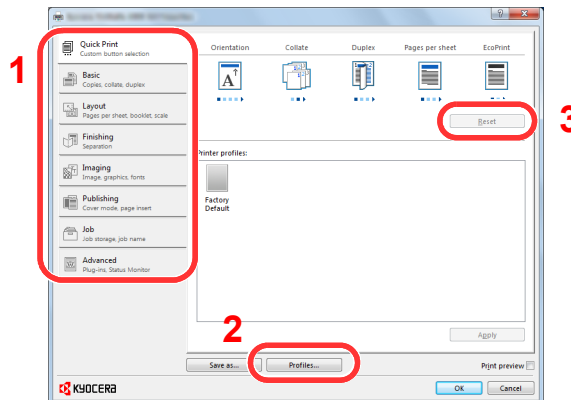 1
Quick Print
Custom button selection
Basic
Copies, collate, duplex
Layout
Pages per sheet, booklet, scale
Finishing
Separation
Imaging
Image, graphics, fonts
Publishing
Cover mode, page insert
Job
Job storage, job name
Advanced
Plug-ins, Status Monitor
Orientation Collate Duplex Pages per sheet EcoPrint
A
Reset
3
Printer profiles:
Factory
Default
2
Apply
Save as... Profiles... Print preview
KYOCERA
OK Cancel